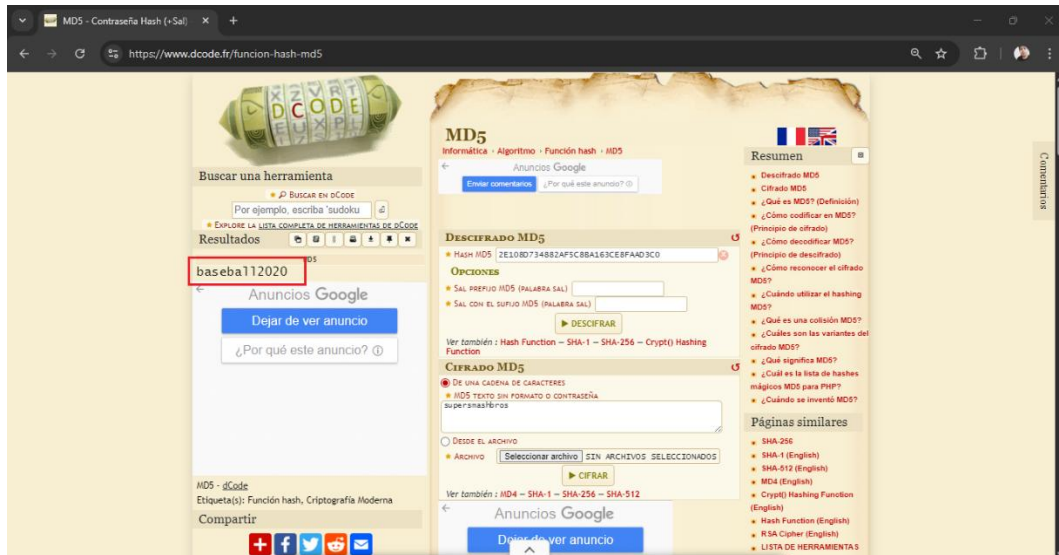 MD5 - Contraseña Hash (+Sal)
https://www.dcode.fr/funcion-hash-md5
DCODE
Buscar una herramienta
★ BUSCAR EN DCODE
Por ejemplo, escriba 'sudoku
★ EXPLORE LA LISTA COMPLETA DE HERRAMIENTAS DE DCODE
Resultados
baseball2020
Anuncios Google
Dejar de ver anuncio
¿Por qué este anuncio?
MD5 - dCode
Etiqueta(s): Función hash, Criptografía Moderna
Compartir
MD5
Informática › Algoritmo › Función hash › MD5
Anuncios Google
Enviar comentarios
¿Por qué este anuncio?
DESCIFRADO MD5
★ HASH MD5 2E108D734882AF5C8BA163CE8FAAD3C0
OPCIONES
★ SAL PREFIJO MD5 (PALABRA SAL)
★ SAL CON EL SUFIJO MD5 (PALABRA SAL)
▶ DESCIFRAR
Ver también : Hash Function – SHA-1 – SHA-256 – Crypt() Hashing
Function
CIFRADO MD5
DE UNA CADENA DE CARACTERES
★ MD5 TEXTO SIN FORMATO O CONTRASEÑA
supersmashbros
DESDE EL ARCHIVO
★ ARCHIVO Seleccionar archivo SIN ARCHIVOS SELECCIONADOS
▶ CIFRAR
Ver también : MD4 – SHA-1 – SHA-256 – SHA-512
Anuncios Google
Dejar de ver anuncio
Resumen
Descifrado MD5
Cifrado MD5
¿Qué es MD5? (Definición)
¿Cómo codificar en MD5?
(Principio de cifrado)
¿Cómo decodificar MD5?
(Principio de descifrado)
¿Cómo reconocer el cifrado
MD5?
¿Cuándo utilizar el hashing
MD5?
¿Qué es una colisión MD5?
¿Cuáles son las variantes del
cifrado MD5?
¿Qué significa MD5?
¿Cuál es la lista de hashes
mágicos MD5 para PHP?
¿Cuándo se inventó MD5?
Páginas similares
SHA-256
SHA-1 (English)
SHA-512 (English)
MD4 (English)
Crypt() Hashing Function
(English)
Hash Function (English)
RSA Cipher (English)
LISTA DE HERRAMIENTAS
Comentarios